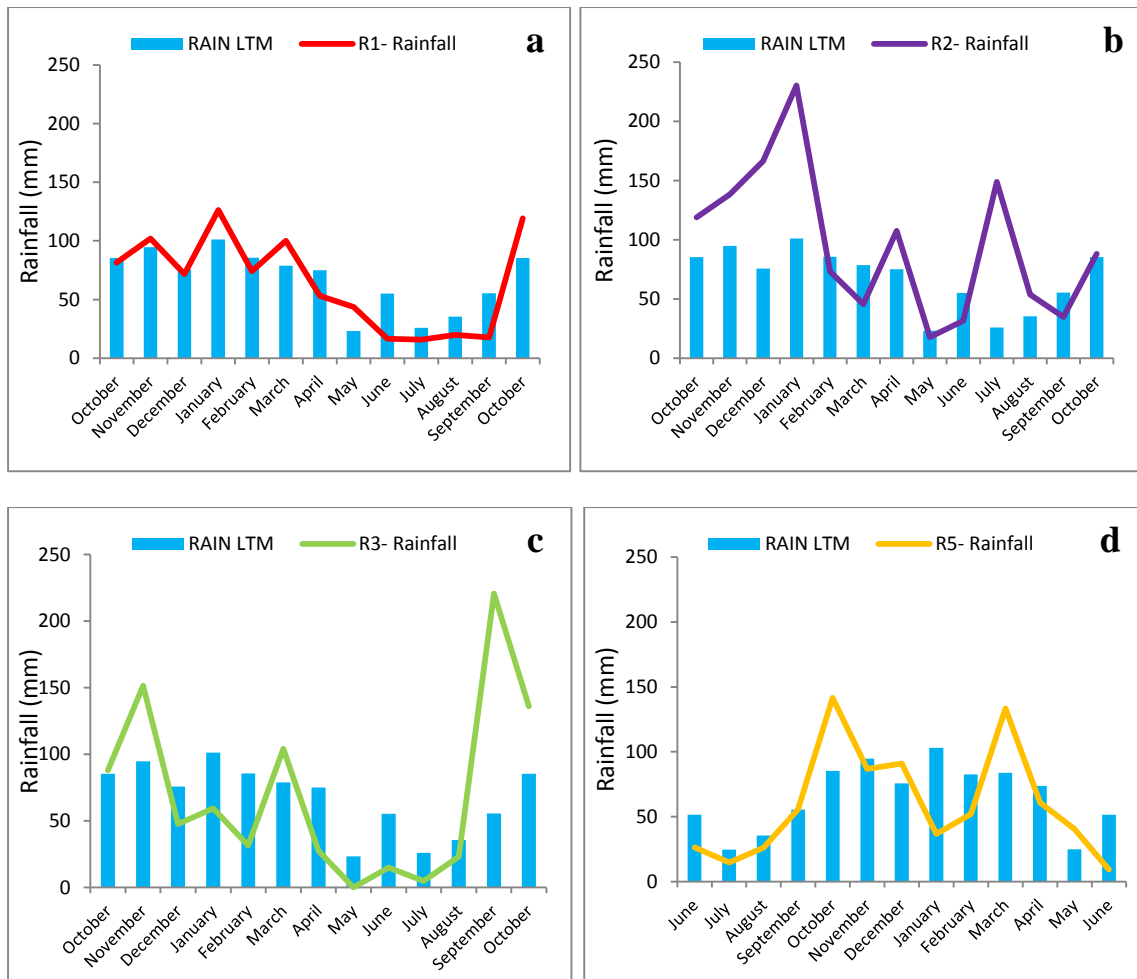 RAIN LTM R1- Rainfall a
250
200
150
100
50
0
Rainfall (mm)
October November December January February March April May June July August September October
RAIN LTM R2- Rainfall b
250
200
150
100
50
0
Rainfall (mm)
October November December January February March April May June July August September October
RAIN LTM R3- Rainfall c
250
200
150
100
50
0
Rainfall (mm)
October November December January February March April May June July August September October
RAIN LTM R5- Rainfall d
250
200
150
100
50
0
Rainfall (mm)
June July August September October November December January February March April May June